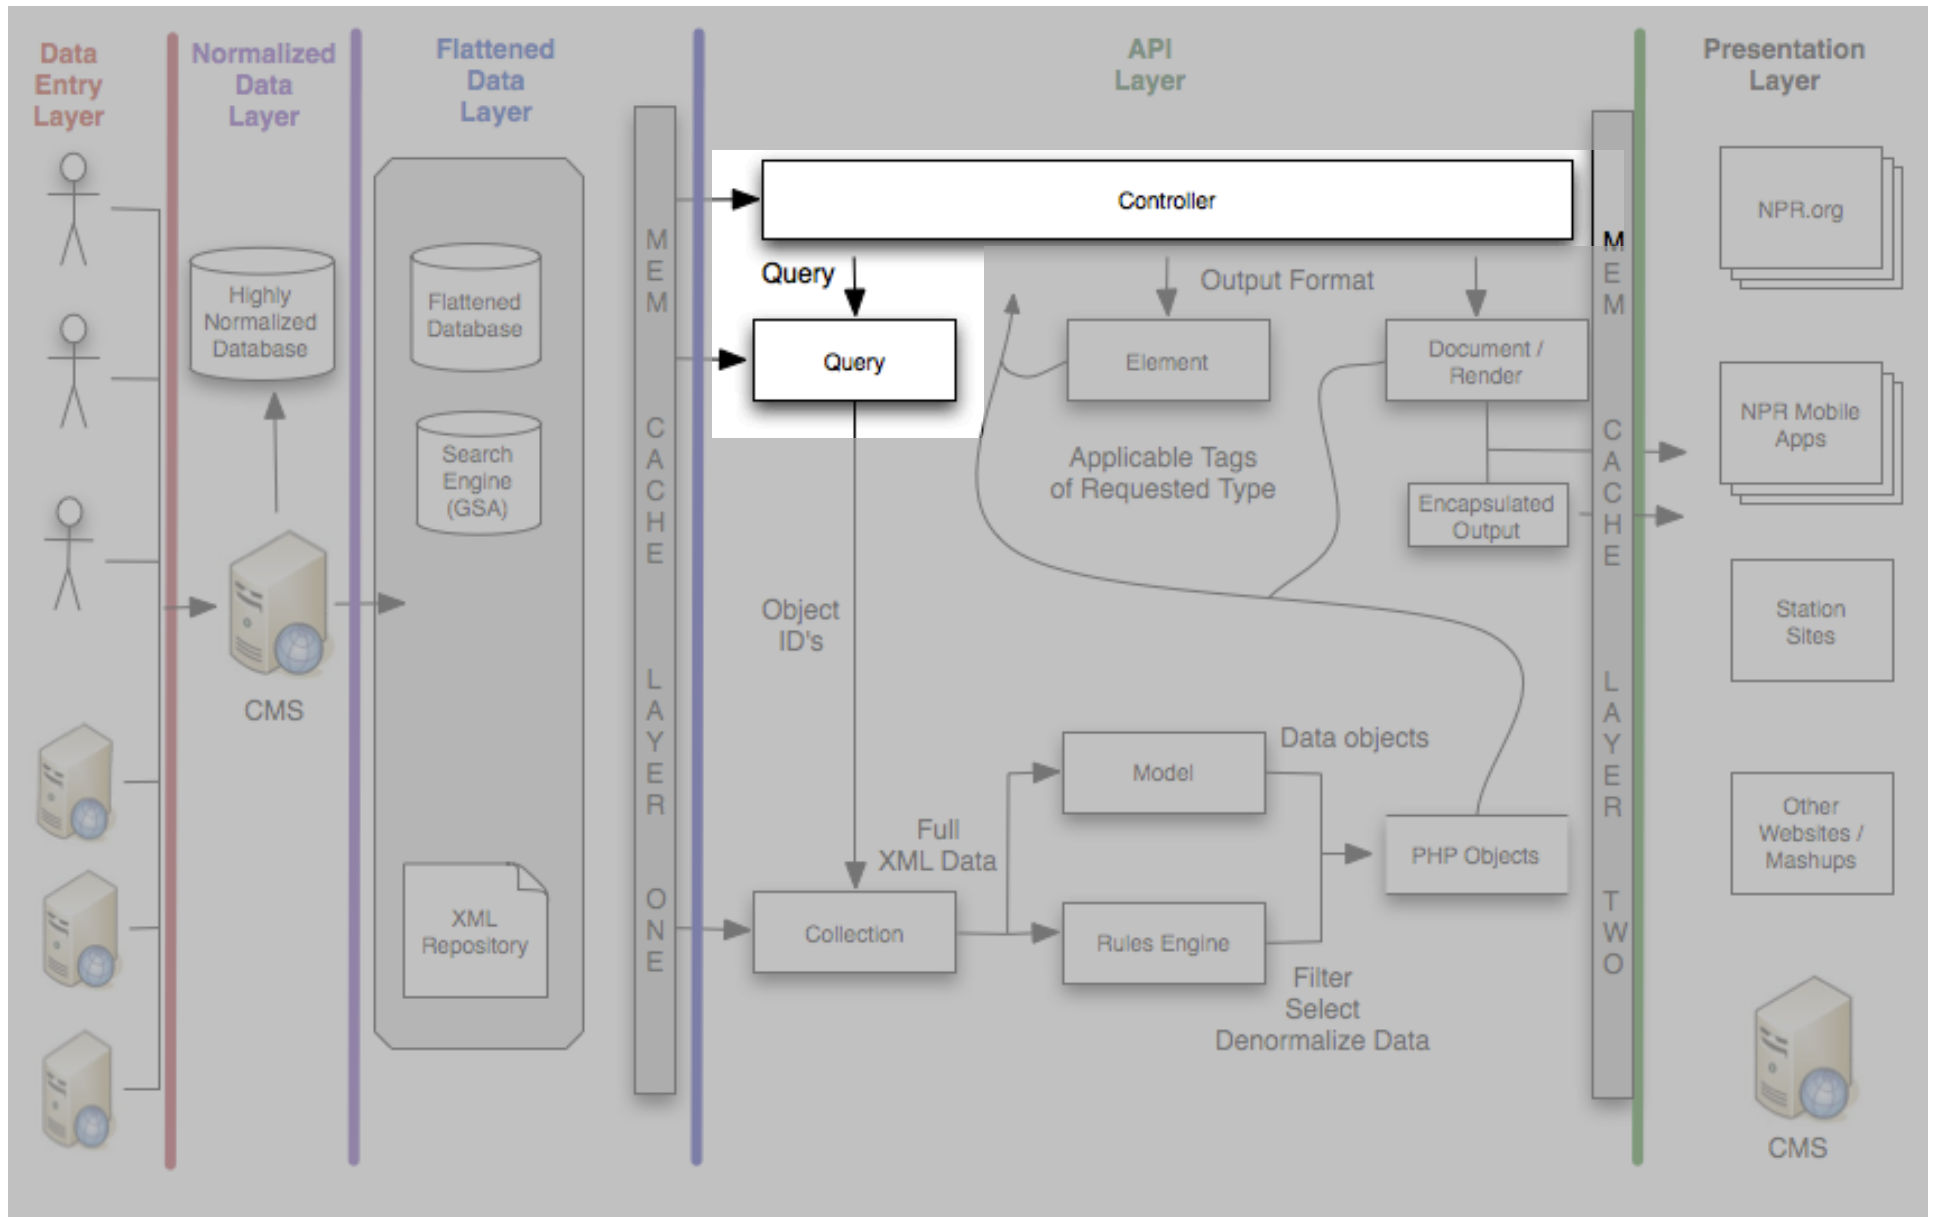 Data
Entry
Layer
Normalized
Data
Layer
Flattened
Data
Layer
API
Layer
Presentation
Layer
Highly
Normalized
Database
CMS
Flattened
Database
Search
Engine
(GSA)
XML
Repository
M
E
M
C
A
C
H
E
L
A
Y
E
R
O
N
E
Controller
Query
Query
Output Format
Element
Document /
Render
Applicable Tags
of Requested Type
Encapsulated
Output
Object
ID's
Full
XML Data
Collection
Model
Data objects
Rules Engine
Filter
Select
Denormalize Data
PHP Objects
M
E
M
C
A
C
H
E
L
A
Y
E
R
T
W
O
NPR.org
NPR Mobile
Apps
Station
Sites
Other
Websites /
Mashups
CMS